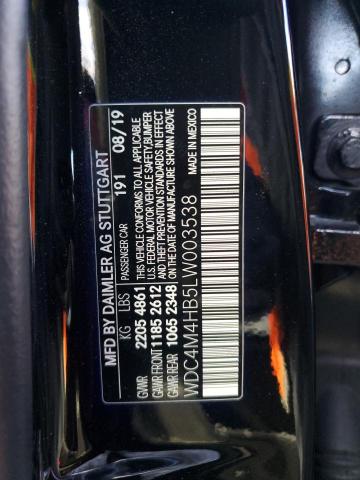 MFD BY DAIMLER AG STUTTGART
PASSENGER CAR 191 08/19
KG LBS
GVWR 2205 4861
GAWR FRONT 1185 2612
GAWR REAR 1065 2348
THIS VEHICLE CONFORMS TO ALL APPLICABLE
U.S. FEDERAL MOTOR VEHICLE SAFETY, BUMPER
AND THEFT PREVENTION STANDARDS IN EFFECT
ON THE DATE OF MANUFACTURE SHOWN ABOVE
WDC4M4HB5LW003538
MADE IN MEXICO